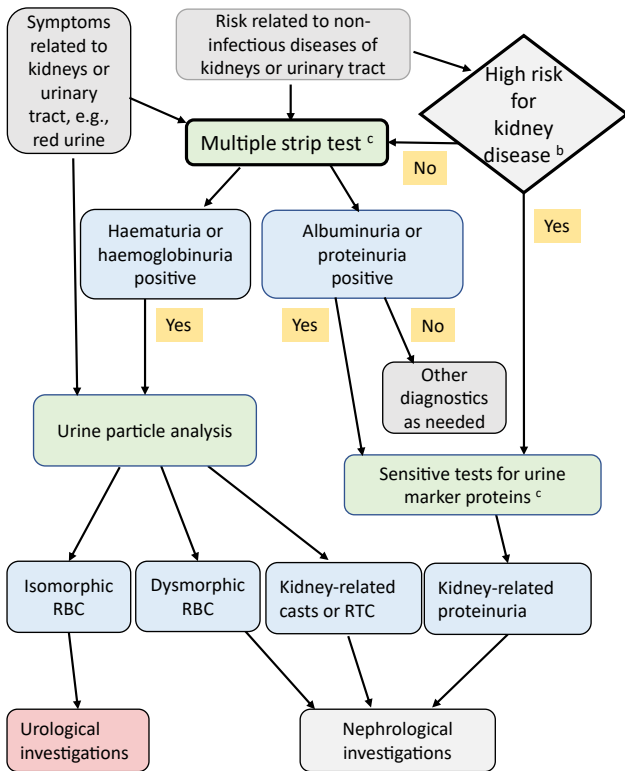 Symptoms
related to
kidneys or
urinary
tract, e.g.,
red urine
Risk related to non-
infectious diseases of
kidneys or urinary tract
High risk
for
kidney
disease b
Multiple strip test c
No
Yes
Haematuria or
haemoglobinuria
positive
Albuminuria or
proteinuria
positive
Yes
Yes
No
Other
diagnostics
as needed
Urine particle analysis
Sensitive tests for urine
marker proteins c
Isomorphic
RBC
Dysmorphic
RBC
Kidney-related
casts or RTC
Kidney-related
proteinuria
Urological
investigations
Nephrological
investigations